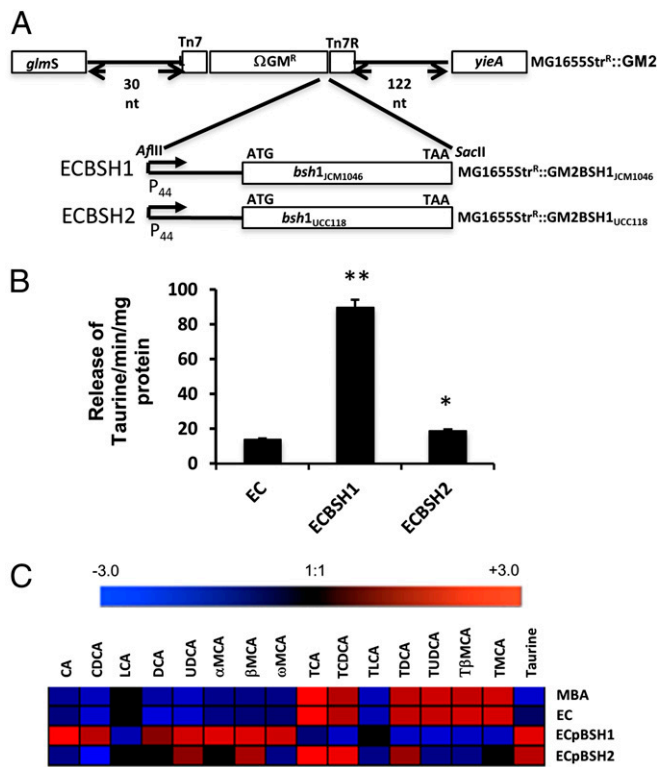 A
Tn7 Tn7R
glmS ΩGMᴿ yieA MG1655Strᴿ::GM2
30 nt 122 nt
AflII ATG TAA SacII
ECBSH1 bsh1JCM1046 MG1655Strᴿ::GM2BSH1JCM1046
P44
ATG TAA
ECBSH2 bsh1UCC118 MG1655Strᴿ::GM2BSH1UCC118
P44
B
Release of
Taurine/min/mg
protein
100
80
60
40
20
0
**
*
EC ECBSH1 ECBSH2
C
-3.0 1:1 +3.0
CA CDCA LCA DCA UDCA αMCA βMCA ωMCA TCA TCDCA TLCA TDCA TUDCA TβMCA TMCA Taurine
MBA
EC
ECpBSH1
ECpBSH2